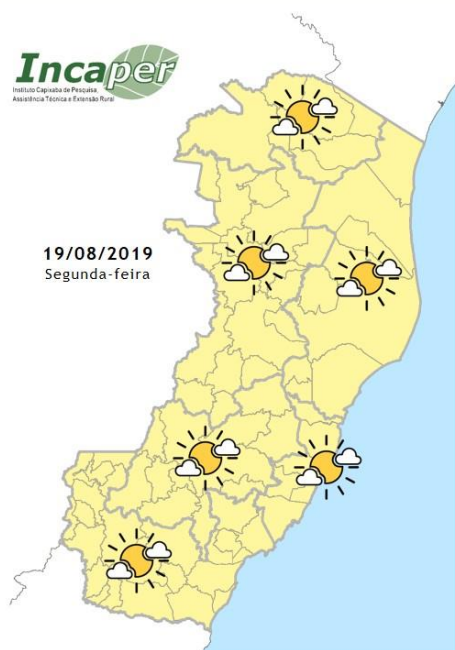 Incaper
Instituto Capixaba de Pesquisa,
Assistência Técnica e Extensão Rural
19/08/2019
Segunda-feira